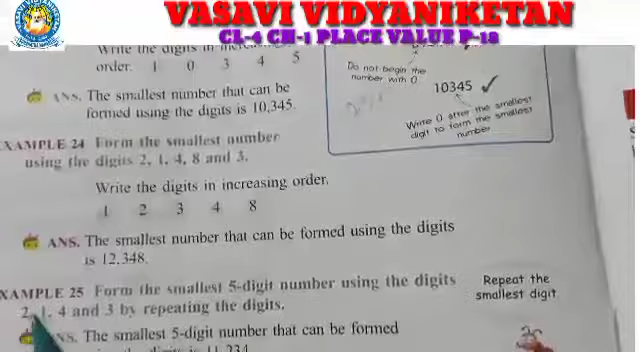 VASAVI VIDYANIKETAN
CL-4 CH-1 PLACE VALUE P-18
Write the digits in
order. 1 0 3 4 5
Do not begin the
number with 0
10345
ANS. The smallest number that can be
formed using the digits is 10,345.
Write 0 after the smallest
digit to form the smallest
number
XAMPLE 24 Form the smallest number
using the digits 2, 1, 4, 8 and 3.
Write the digits in increasing order.
1 2 3 4 8
ANS. The smallest number that can be formed using the digits
is 12,348.
XAMPLE 25 Form the smallest 5-digit number using the digits
2, 1, 4 and 3 by repeating the digits.
Repeat the
smallest digit
NS. The smallest 5-digit number that can be formed
is 11,234